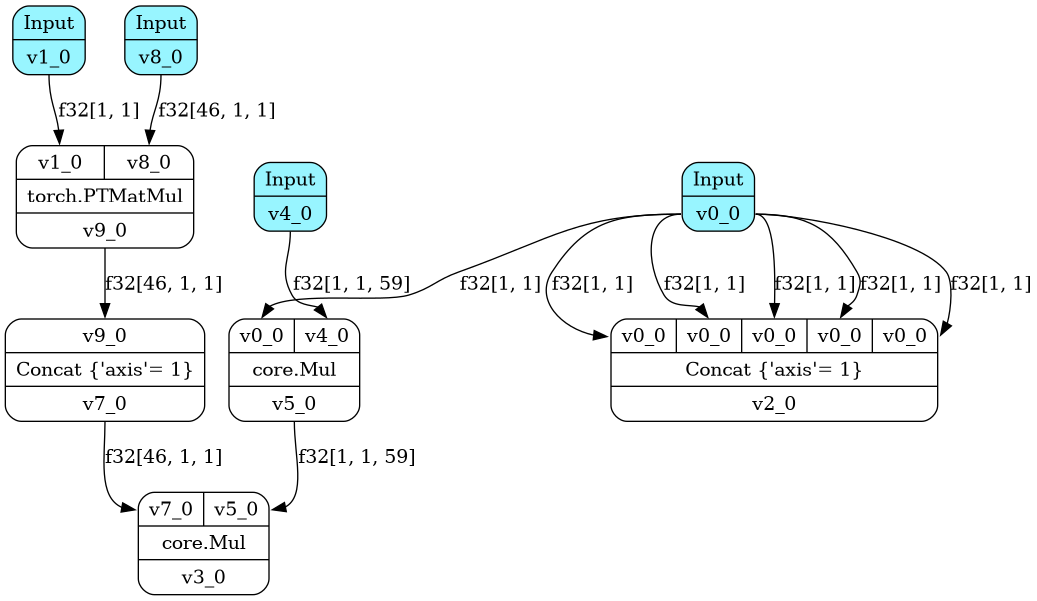 Input Input
v1_0 v8_0
f32[1, 1] f32[46, 1, 1]
v1_0 v8_0
torch.PTMatMul
v9_0
Input Input
v4_0 v0_0
f32[46, 1, 1] f32[1, 1, 59] f32[1, 1] f32[1, 1] f32[1, 1] f32[1, 1] f32[1, 1] f32[1, 1]
v9_0 v0_0 v4_0 v0_0 v0_0 v0_0 v0_0 v0_0
Concat {'axis'= 1} core.Mul Concat {'axis'= 1}
v7_0 v5_0 v2_0
f32[46, 1, 1] f32[1, 1, 59]
v7_0 v5_0
core.Mul
v3_0